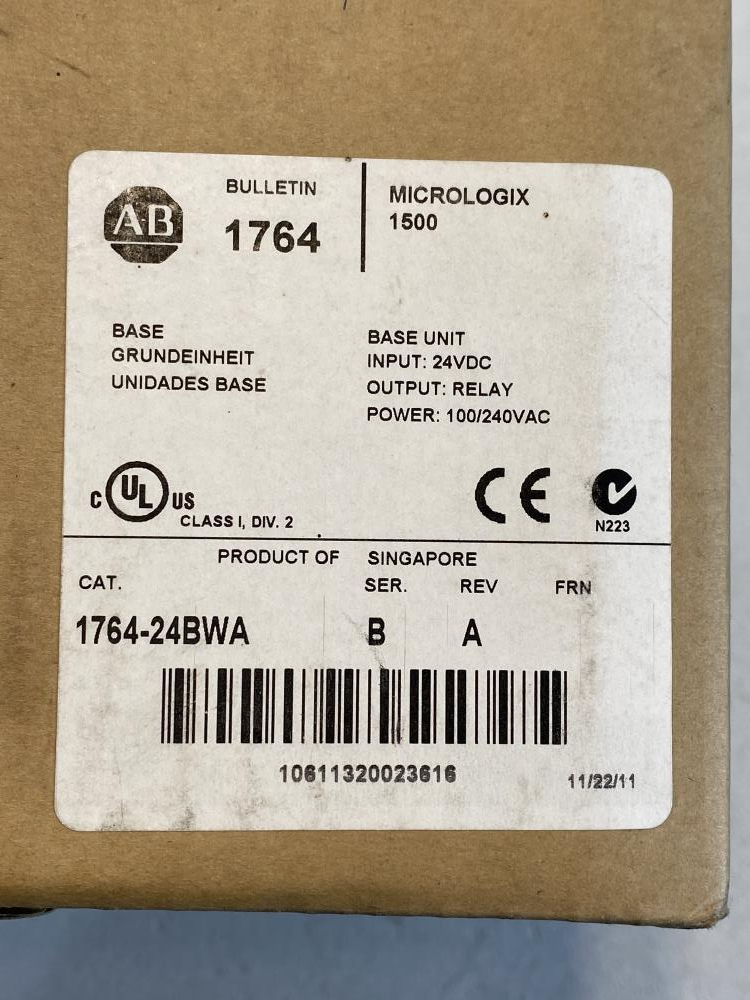 AB
BULLETIN
1764
MICROLOGIX
1500
BASE
GRUNDEINHEIT
UNIDADES BASE
BASE UNIT
INPUT: 24VDC
OUTPUT: RELAY
POWER: 100/240VAC
C UL US
CLASS I, DIV. 2
CE
N223
PRODUCT OF SINGAPORE
CAT. SER. REV FRN
1764-24BWA B A
10611320023616
11/22/11